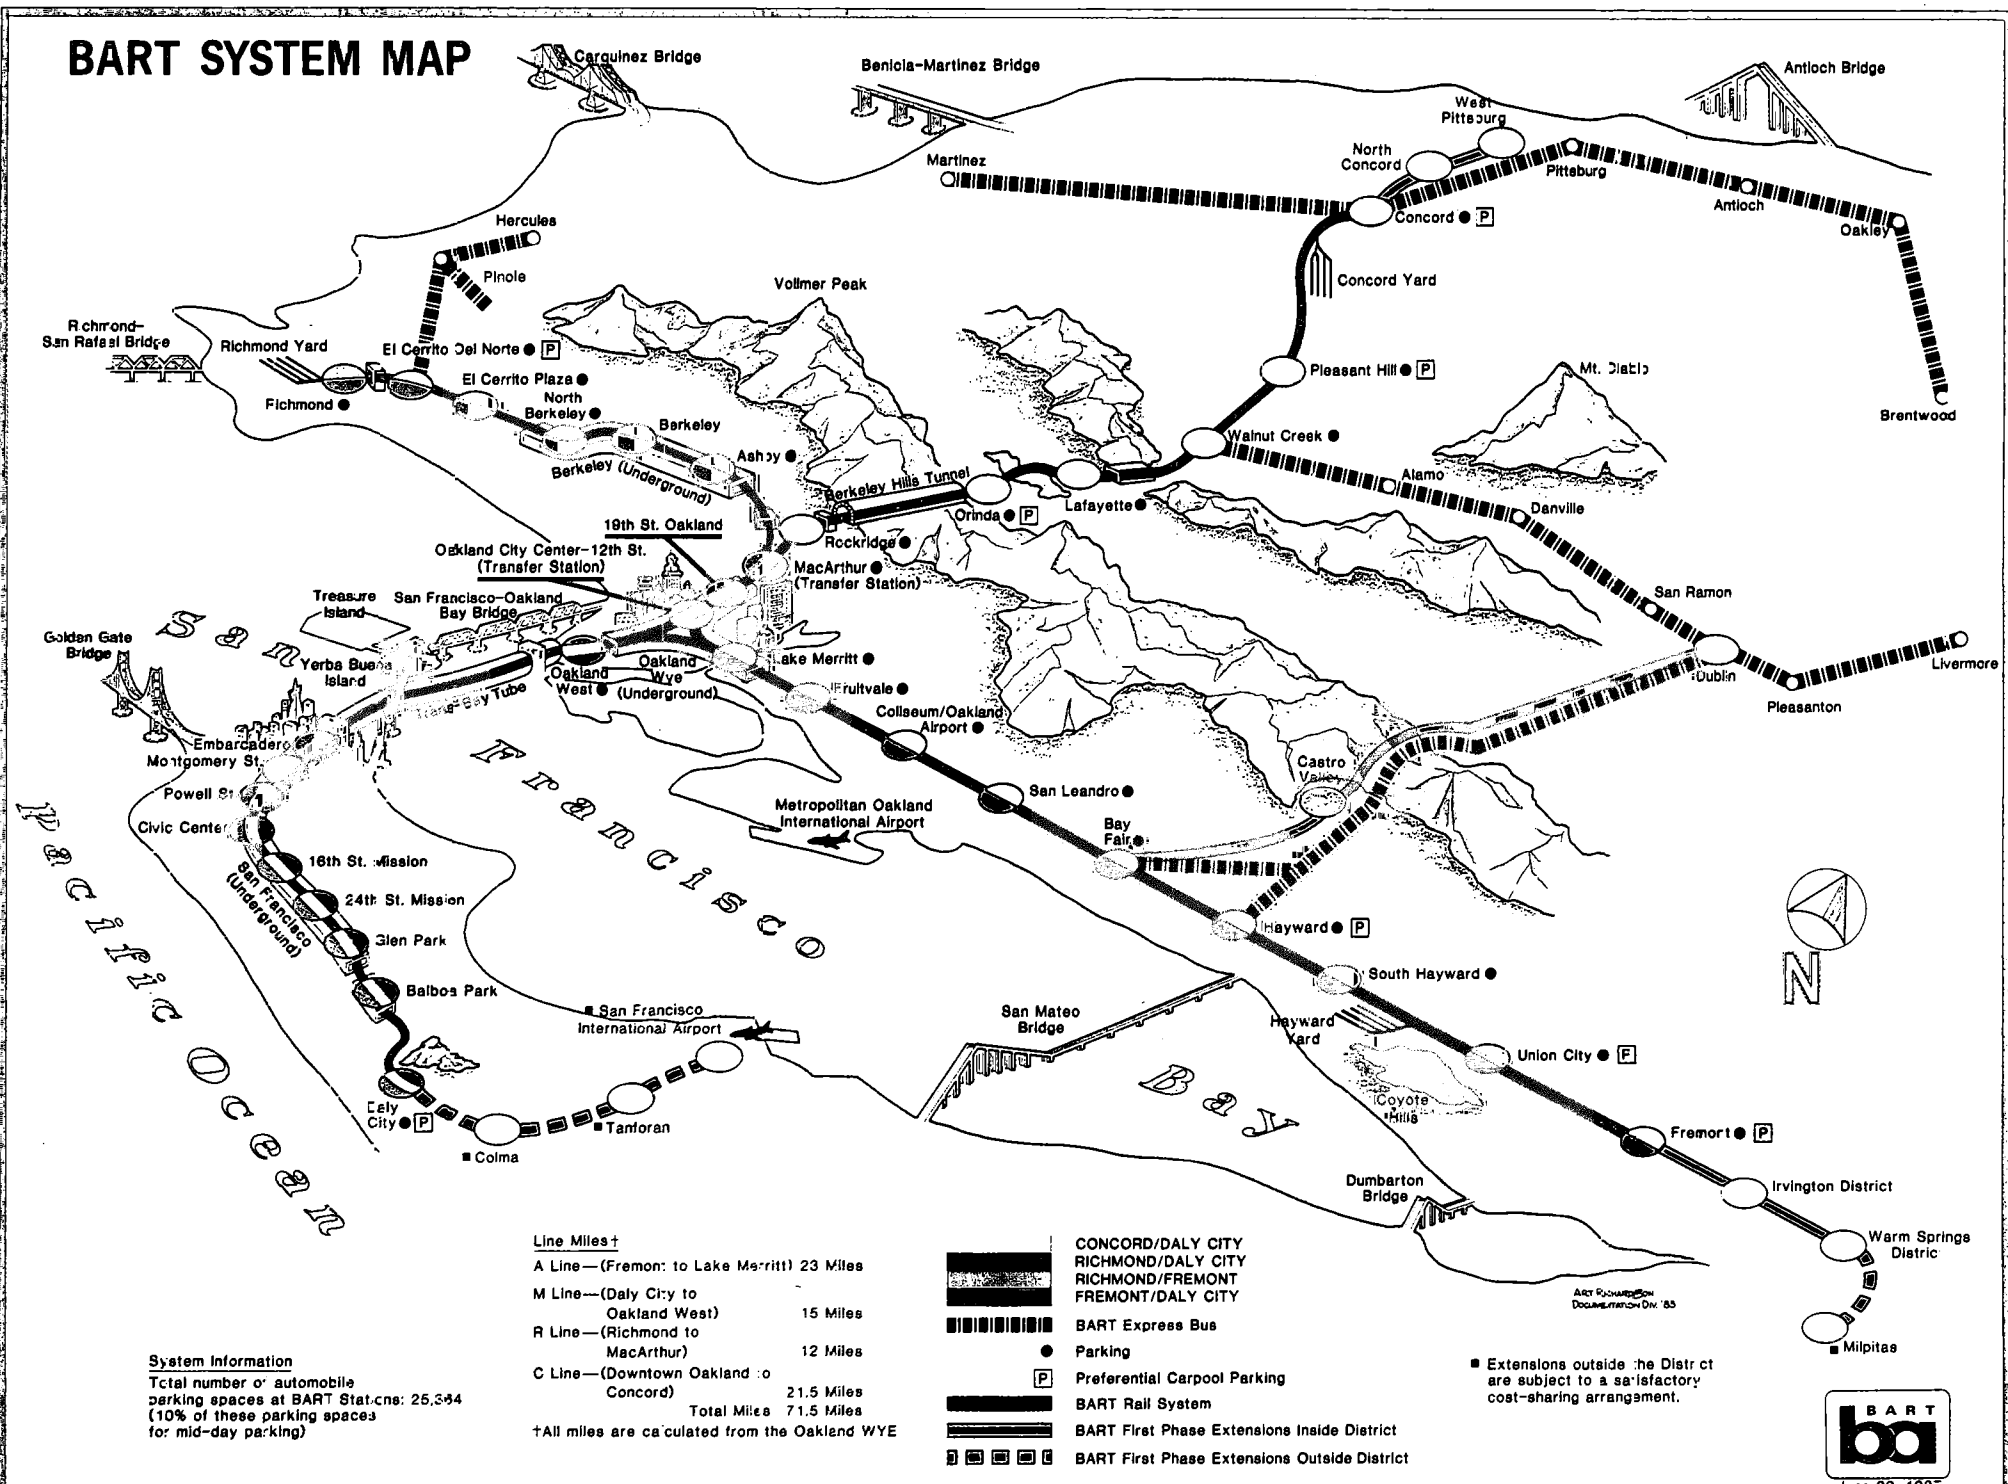 BART SYSTEM MAP
Carquinez Bridge
Benicia-Martinez Bridge
Antioch Bridge
West
Pittsburg
North
Concord
Martinez
Pittsburg
Antioch
Concord P
Oakley
Hercules
Pinole
Concord Yard
Vollmer Peak
Richmond-
San Rafael Bridge
Richmond Yard
El Cerrito Del Norte P
El Cerrito Plaza
Richmond
North
Berkeley
Berkeley
Ashby
Berkeley (Underground)
Pleasant Hill P
Mt. Diablo
Brentwood
Walnut Creek
Alamo
Danville
Berkeley Hills Tunnel
Orinda P
Lafayette
Rockridge
19th St. Oakland
Oakland City Center-12th St.
(Transfer Station)
MacArthur
(Transfer Station)
San Ramon
Treasure
Island
San Francisco-Oakland
Bay Bridge
Golden Gate
Bridge
Yerba Buena
Island
Trans-Bay Tube
Oakland
West
Oakland
Wye
(Underground)
Lake Merritt
Fruitvale
Coliseum/Oakland
Airport
Dublin
Livermore
Pleasanton
Embarcadero
Montgomery St.
Powell St
Civic Center
Castro
Valley
San Leandro
Metropolitan Oakland
International Airport
Bay
Fair
16th St. Mission
24th St. Mission
San Francisco
(Underground)
Glen Park
Balboa Park
Hayward P
South Hayward
N
San Francisco
International Airport
San Mateo
Bridge
Hayward
Yard
Union City
Coyote
Hills
Daly
City P
Tanforan
Colma
Fremont P
San Francisco Bay
Pacific Ocean
Dumbarton
Bridge
Irvington District
Warm Springs
Distric
Milpitas
Line Miles†
A Line—(Fremont to Lake Merritt) 23 Miles
M Line—(Daly City to
Oakland West) 15 Miles
R Line—(Richmond to
MacArthur) 12 Miles
C Line—(Downtown Oakland to
Concord) 21.5 Miles
Total Miles 71.5 Miles
†All miles are calculated from the Oakland WYE
CONCORD/DALY CITY
RICHMOND/DALY CITY
RICHMOND/FREMONT
FREMONT/DALY CITY
BART Express Bus
Parking
P Preferential Carpool Parking
BART Rail System
BART First Phase Extensions Inside District
BART First Phase Extensions Outside District
ART RICHARDSON
DOCUMENTATION DIV. '85
Extensions outside the District
are subject to a satisfactory
cost-sharing arrangement.
System Information
Total number of automobile
parking spaces at BART Stations:
(10% of these parking spaces
for mid-day parking)
BART
ba